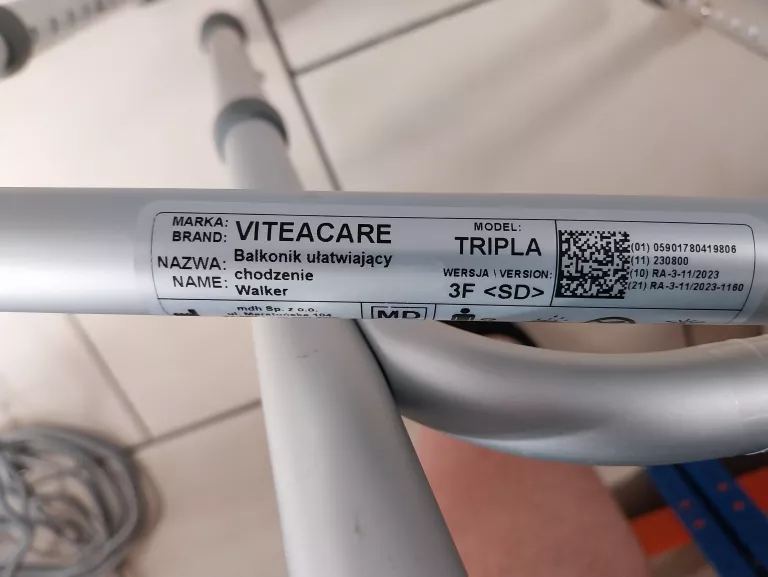 MARKA:
BRAND: VITEACARE
NAZWA: Balkonik ułatwiający
chodzenie
NAME: Walker
MODEL:
TRIPLA
WERSJA \ VERSION:
3F <SD>
(01) 05901780419806
(11) 230800
(10) RA-3-11/2023
(21) RA-3-11/2023-1160
mdh Sp. z o.o.
MD